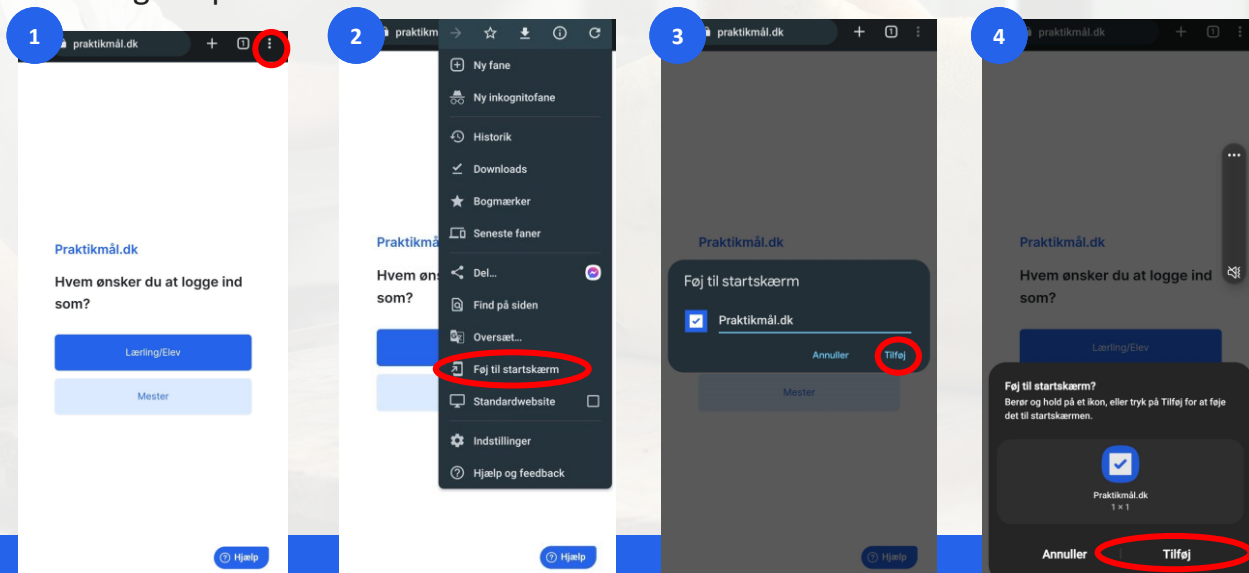 1
praktikmål.dk
1
Praktikmål.dk
Hvem ønsker du at logge ind
som?
Lærling/Elev
Mester
Hjælp
2
praktikm
Ny fane
Ny inkognitofane
Historik
Downloads
Bogmærker
Seneste faner
Del...
Find på siden
Oversæt...
Føj til startskærm
Standardwebsite
Indstillinger
Hjælp og feedback
Praktikmå
Hvem øns
som?
Hjælp
3
praktikmål.dk
1
Praktikmål.dk
Føj til startskærm
Praktikmål.dk
Annuller Tilføj
Mester
Hjælp
4
praktikmål.dk
1
Praktikmål.dk
Hvem ønsker du at logge ind
som?
Lærling/Elev
Føj til startskærm?
Berør og hold på et ikon, eller tryk på Tilføj for at føje
det til startskærmen.
Praktikmål.dk
1 × 1
Annuller Tilføj